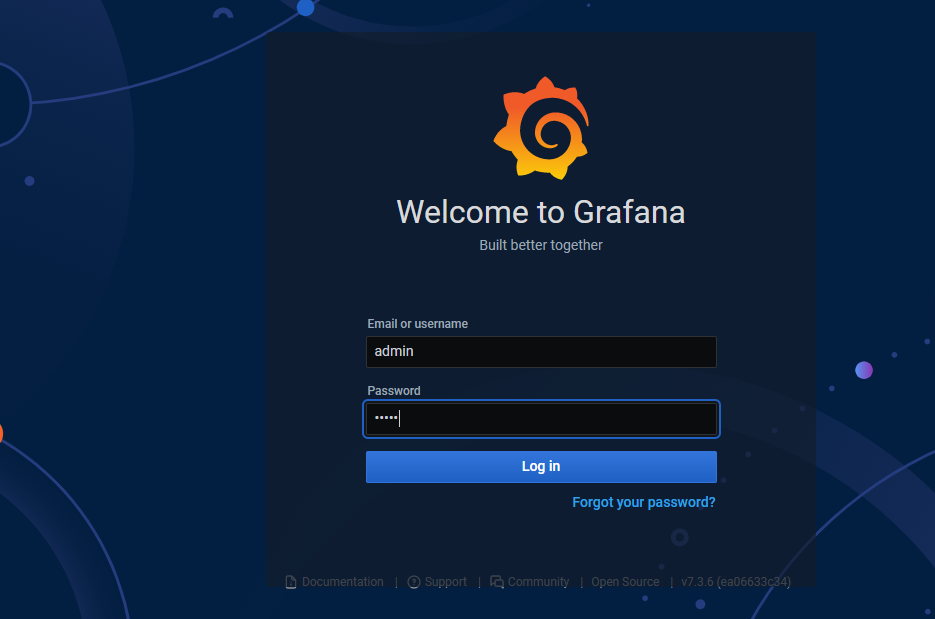 Welcome to Grafana
Built better together
Email or username
admin
Password
•••••
Log in
Forgot your password?
Documentation | Support | Community | Open Source | v7.3.6 (ea06633c34)